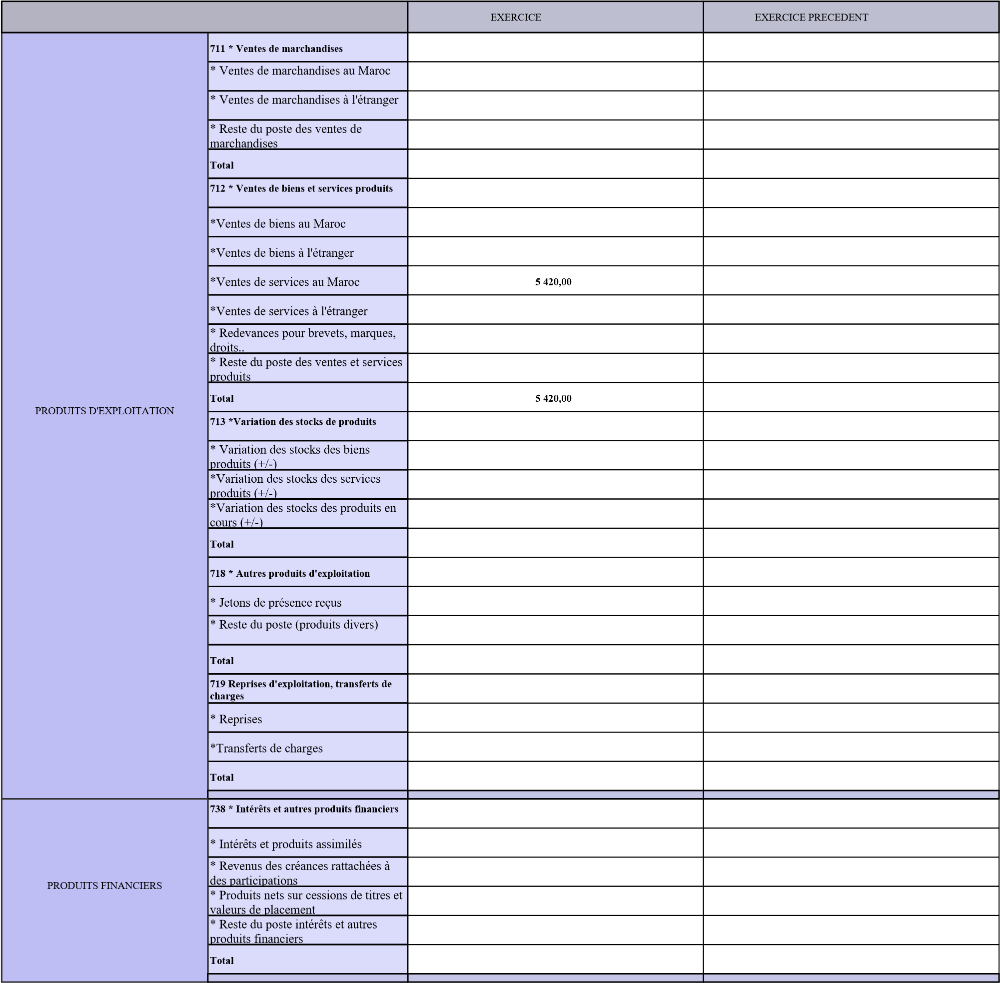 EXERCICE
EXERCICE PRECEDENT
PRODUITS D'EXPLOITATION
711 * Ventes de marchandises
* Ventes de marchandises au Maroc
* Ventes de marchandises à l'étranger
* Reste du poste des ventes de
marchandises
Total
712 * Ventes de biens et services produits
*Ventes de biens au Maroc
*Ventes de biens à l'étranger
*Ventes de services au Maroc 5 420,00
*Ventes de services à l'étranger
* Redevances pour brevets, marques,
droits..
* Reste du poste des ventes et services
produits
Total 5 420,00
713 *Variation des stocks de produits
* Variation des stocks des biens
produits (+/-)
*Variation des stocks des services
produits (+/-)
*Variation des stocks des produits en
cours (+/-)
Total
718 * Autres produits d'exploitation
* Jetons de présence reçus
* Reste du poste (produits divers)
Total
719 Reprises d'exploitation, transferts de
charges
* Reprises
*Transferts de charges
Total
PRODUITS FINANCIERS
738 * Intérêts et autres produits financiers
* Intérêts et produits assimilés
* Revenus des créances rattachées à
des participations
* Produits nets sur cessions de titres et
valeurs de placement
* Reste du poste intérêts et autres
produits financiers
Total